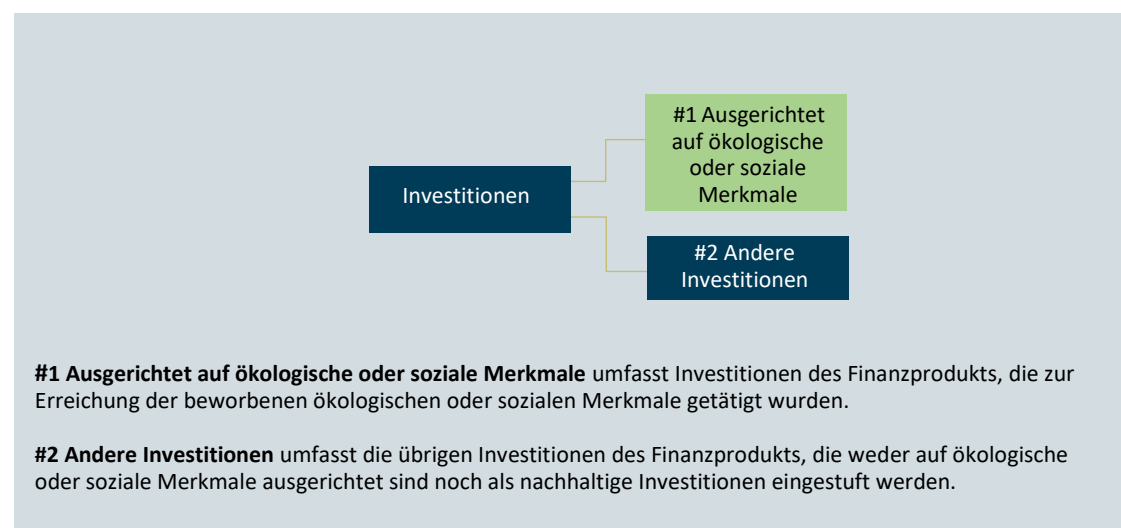 #1 Ausgerichtet
auf ökologische
oder soziale
Merkmale
Investitionen
#2 Andere
Investitionen
#1 Ausgerichtet auf ökologische oder soziale Merkmale umfasst Investitionen des Finanzprodukts, die zur
Erreichung der beworbenen ökologischen oder sozialen Merkmale getätigt wurden.
#2 Andere Investitionen umfasst die übrigen Investitionen des Finanzprodukts, die weder auf ökologische
oder soziale Merkmale ausgerichtet sind noch als nachhaltige Investitionen eingestuft werden.